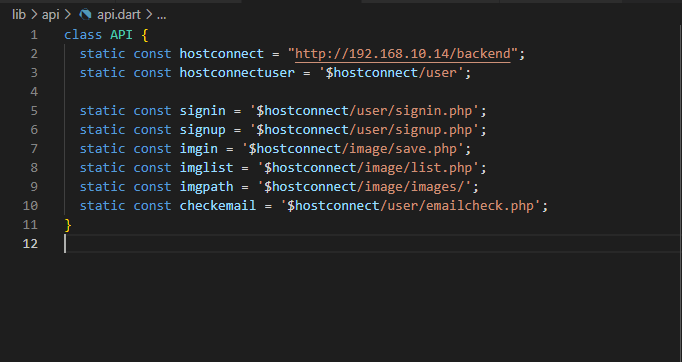 lib > api > api.dart > ...
1 class API {
2 static const hostconnect = "http://192.168.10.14/backend";
3 static const hostconnectuser = '$hostconnect/user';
4
5 static const signin = '$hostconnect/user/signin.php';
6 static const signup = '$hostconnect/user/signup.php';
7 static const imgin = '$hostconnect/image/save.php';
8 static const imglist = '$hostconnect/image/list.php';
9 static const imgpath = '$hostconnect/image/images/';
10 static const checkemail = '$hostconnect/user/emailcheck.php';
11 }
12